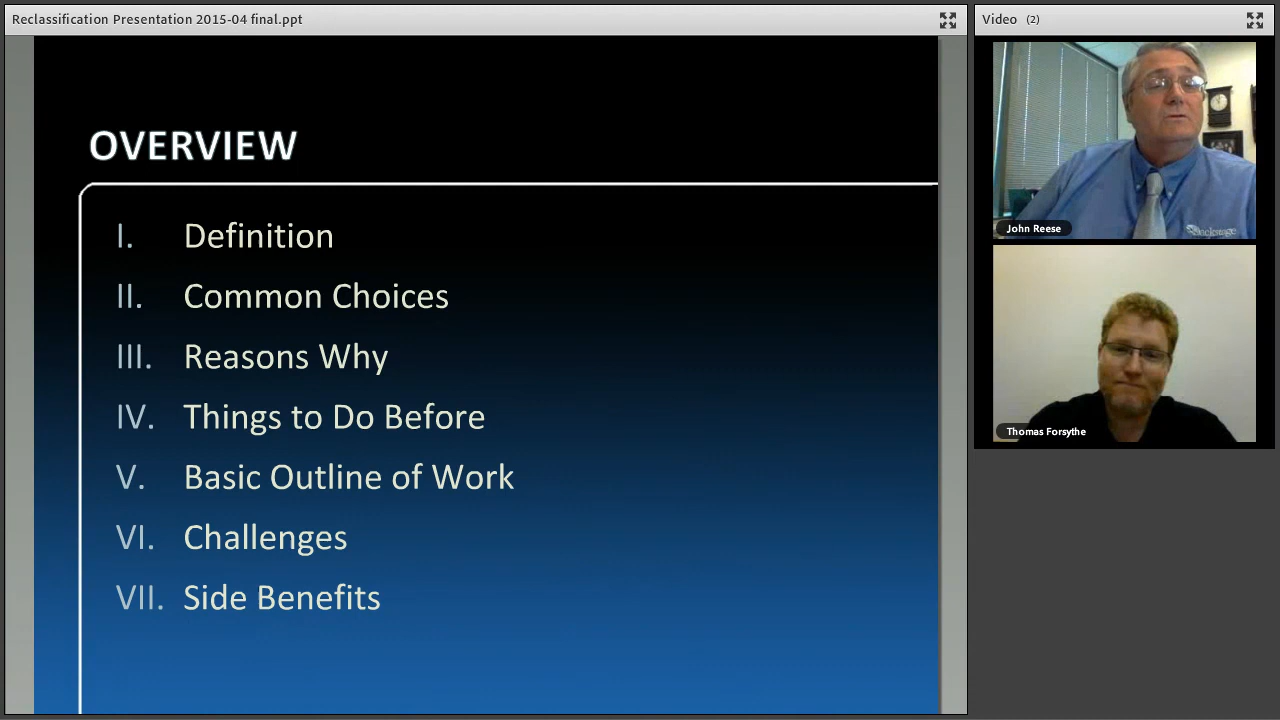 Reclassification Presentation 2015-04 final.ppt
OVERVIEW
I. Definition
II. Common Choices
III. Reasons Why
IV. Things to Do Before
V. Basic Outline of Work
VI. Challenges
VII. Side Benefits
Video (2)
John Reese
Thomas Forsythe